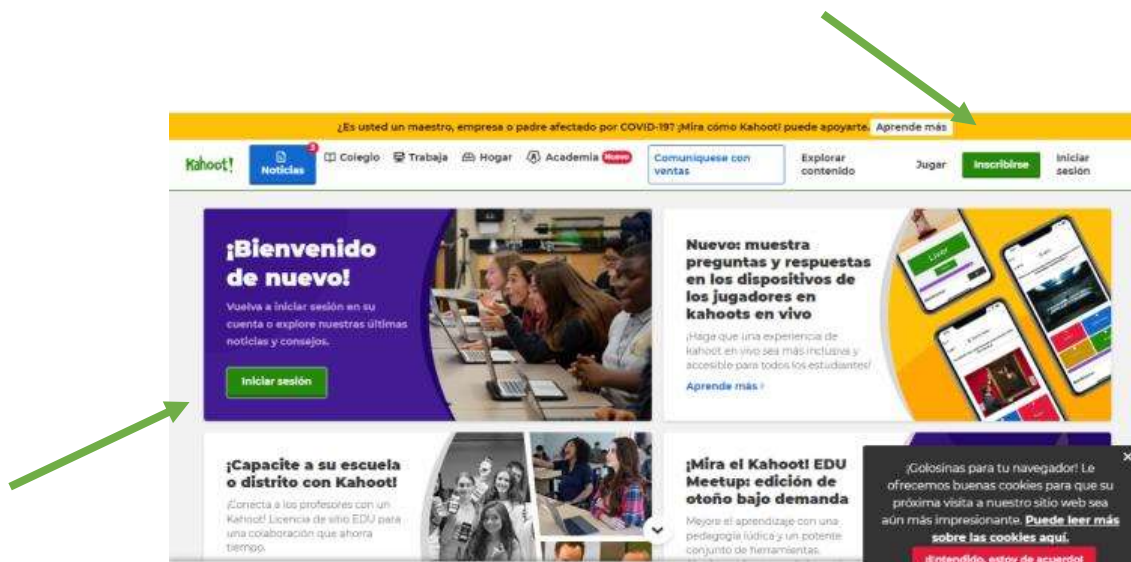 ¿Es usted un maestro, empresa o padre afectado por COVID-19? ¡Mira cómo Kahoot! puede apoyarte. Aprende más
Kahoot!
3
Noticias
Colegio
Trabaja
Hogar
Academia
Nuevo
Comuníquese con
ventas
Explorar
contenido
Jugar
Inscribirse
Iniciar
sesión
¡Bienvenido
de nuevo!
Vuelva a iniciar sesión en su
cuenta o explore nuestras últimas
noticias y consejos.
Iniciar sesión
Nuevo: muestra
preguntas y respuestas
en los dispositivos de
los jugadores en
kahoots en vivo
¡Haga que una experiencia de
kahoot en vivo sea más inclusiva y
accesible para todos los estudiantes!
Aprende más ›
¡Capacite a su escuela
o distrito con Kahoot!
¡Conecta a los profesores con un
Kahoot! Licencia de sitio EDU para
una colaboración que ahorra
tiempo.
¡Mira el Kahoot! EDU
Meetup: edición de
otoño bajo demanda
Mejore el aprendizaje con una
pedagogía lúdica y un potente
conjunto de herramientas.
×
¡Golosinas para tu navegador! Le
ofrecemos buenas cookies para que su
próxima visita a nuestro sitio web sea
aún más impresionante. Puede leer más
sobre las cookies aquí.
¡Entendido, estoy de acuerdo!